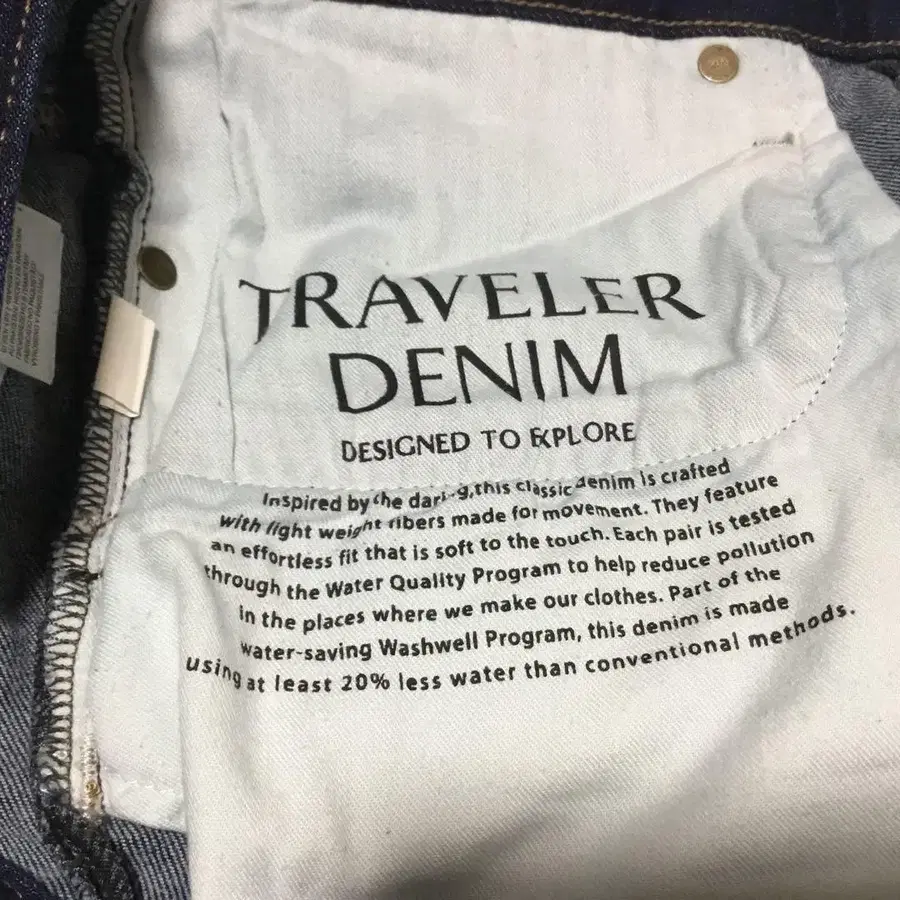 TRAVELER
DENIM
DESIGNED TO EXPLORE
Inspired by the daring, this classic denim is crafted
with light weight fibers made for movement. They feature
an effortless fit that is soft to the touch. Each pair is tested
through the Water Quality Program to help reduce pollution
in the places where we make our clothes. Part of the
water-saving Washwell Program, this denim is made
using at least 20% less water than conventional methods.